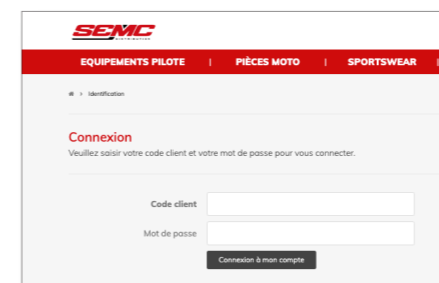 SEMC
DISTRIBUTION
EQUIPEMENTS PILOTE | PIÈCES MOTO | SPORTSWEAR |
> Identification
Connexion
Veuillez saisir votre code client et votre mot de passe pour vous connecter.
Code client
Mot de passe
Connexion à mon compte